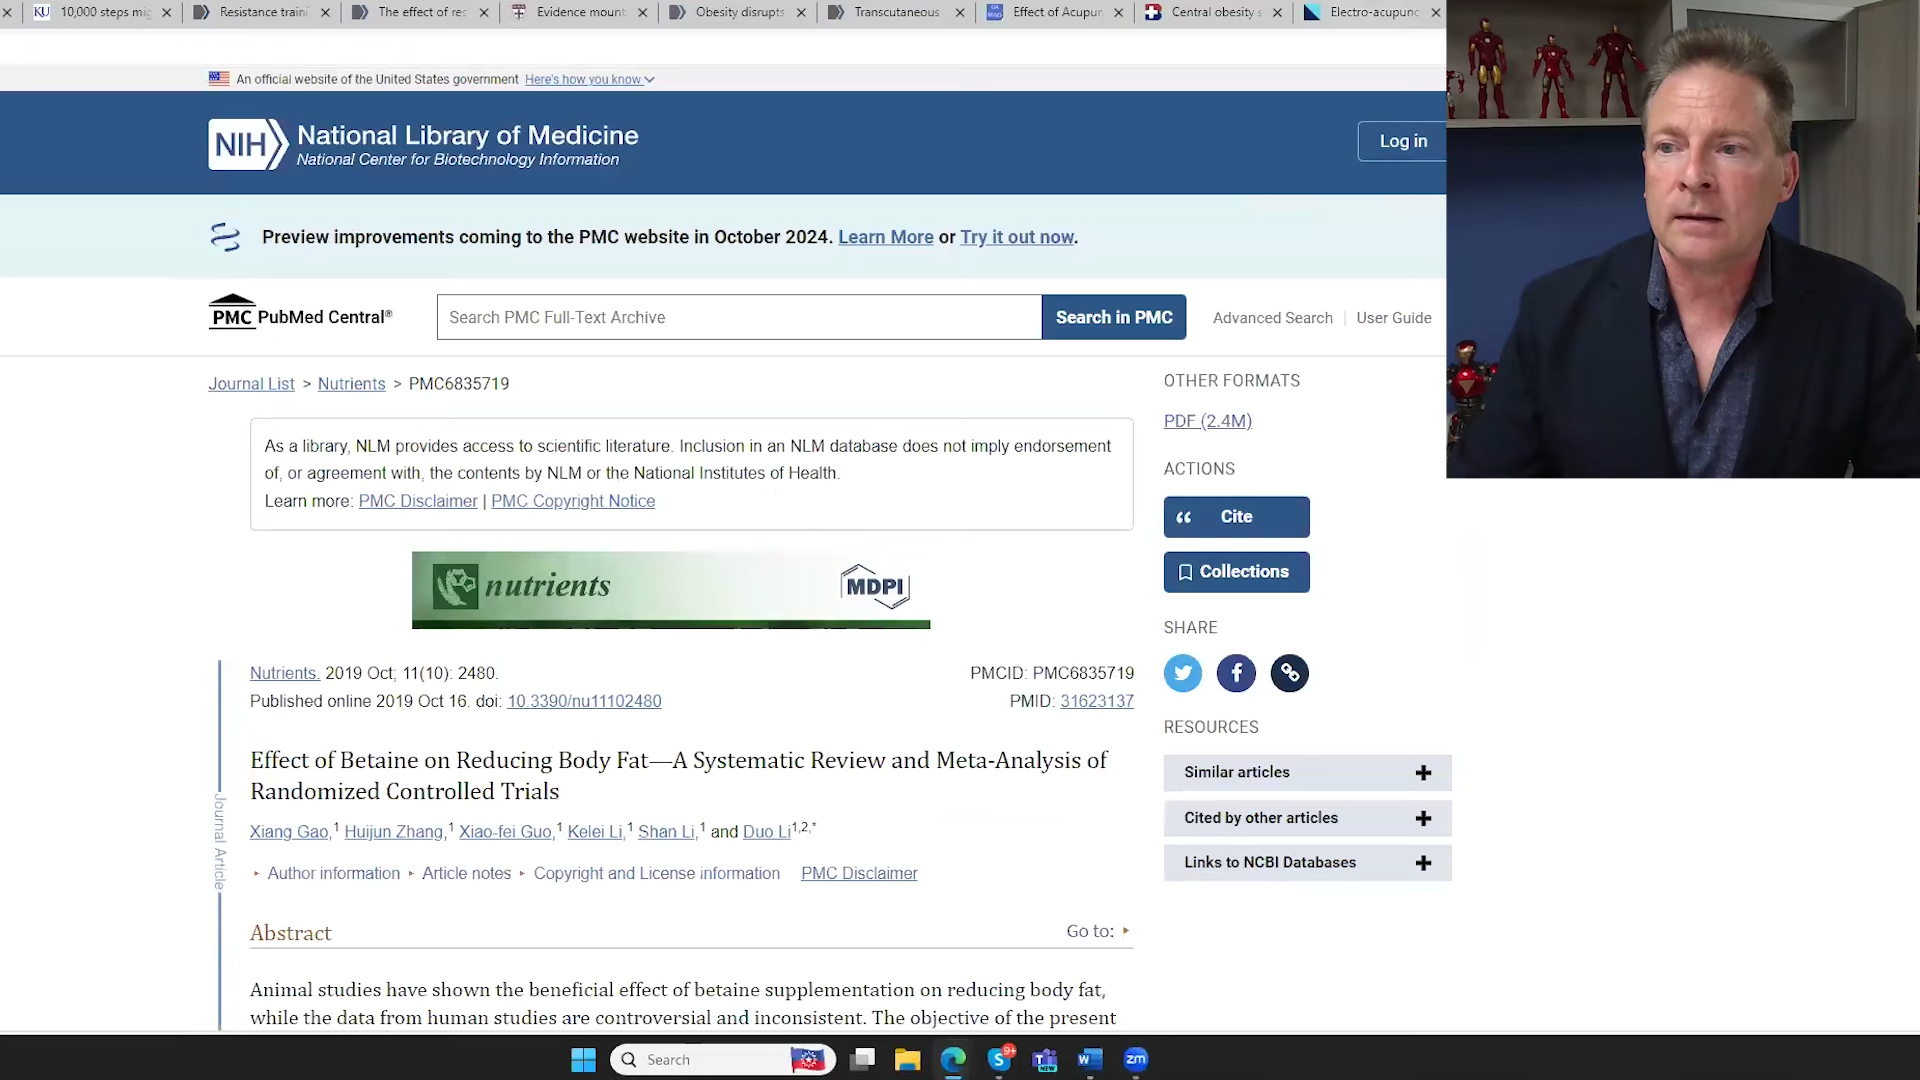 KU 10,000 steps mig
Resistance traini
The effect of res
Evidence mount
Obesity disrupts
Transcutaneous
Effect of Acupun
Central obesity s
Electro-acupunc
An official website of the United States government Here's how you know
NIH National Library of Medicine
National Center for Biotechnology Information
Log in
Preview improvements coming to the PMC website in October 2024. Learn More or Try it out now.
PMC PubMed Central®
Search PMC Full-Text Archive
Search in PMC
Advanced Search | User Guide
Journal List > Nutrients > PMC6835719
As a library, NLM provides access to scientific literature. Inclusion in an NLM database does not imply endorsement
of, or agreement with, the contents by NLM or the National Institutes of Health.
Learn more: PMC Disclaimer | PMC Copyright Notice
nutrients
MDPI
Nutrients. 2019 Oct; 11(10): 2480.
PMCID: PMC6835719
Published online 2019 Oct 16. doi: 10.3390/nu11102480
PMID: 31623137
Effect of Betaine on Reducing Body Fat—A Systematic Review and Meta-Analysis of
Randomized Controlled Trials
Xiang Gao,1 Huijun Zhang,1 Xiao-fei Guo,1 Kelei Li,1 Shan Li,1 and Duo Li1,2,*
Author information Article notes Copyright and License information PMC Disclaimer
Journal Article
Abstract
Go to:
Animal studies have shown the beneficial effect of betaine supplementation on reducing body fat,
while the data from human studies are controversial and inconsistent. The objective of the present
OTHER FORMATS
PDF (2.4M)
ACTIONS
Cite
Collections
SHARE
RESOURCES
Similar articles
Cited by other articles
Links to NCBI Databases
Search
9+
NEW
zm